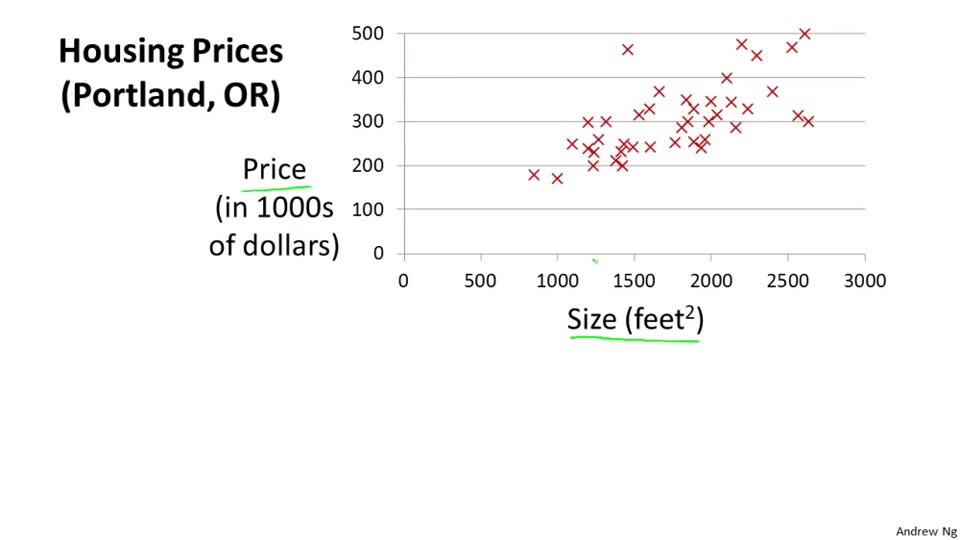 Housing Prices
(Portland, OR)
Price
(in 1000s
of dollars)
500
400
300
200
100
0
0 500 1000 1500 2000 2500 3000
Size (feet²)
Andrew Ng